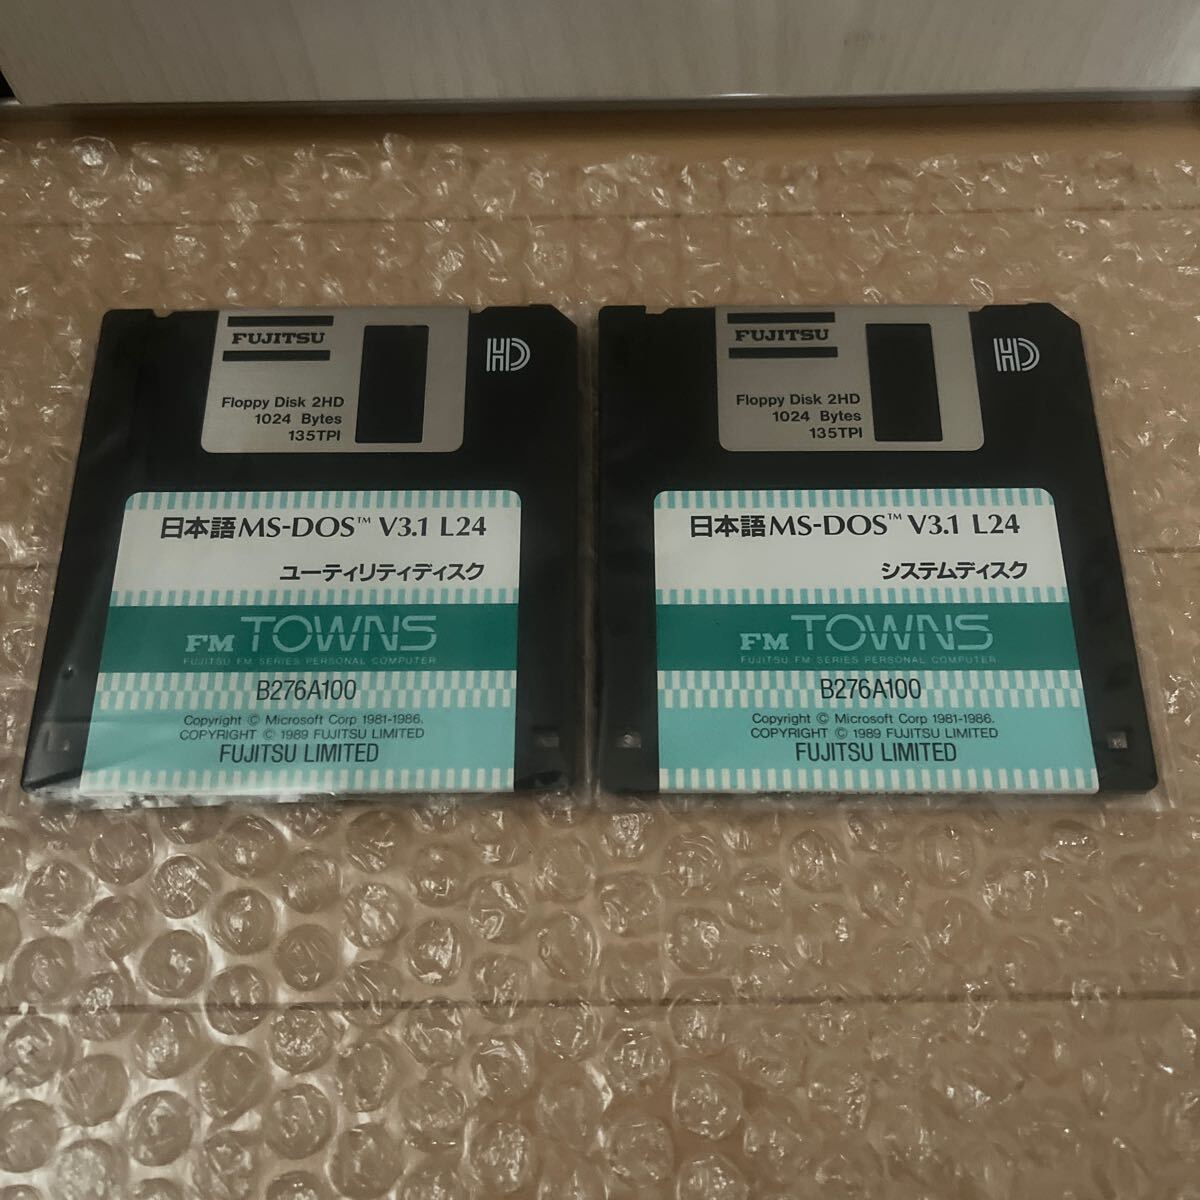 FUJITSU
Floppy Disk 2HD
1024 Bytes
135TPI
HD
日本語MS-DOS™ V3.1 L24
ユーティリティディスク
FM TOWNS
FUJITSU FM SERIES PERSONAL COMPUTER
B276A100
Copyright © Microsoft Corp 1981-1986.
COPYRIGHT © 1989 FUJITSU LIMITED
FUJITSU LIMITED
FUJITSU
Floppy Disk 2HD
1024 Bytes
135TPI
HD
日本語MS-DOS™ V3.1 L24
システムディスク
FM TOWNS
FUJITSU FM SERIES PERSONAL COMPUTER
B276A100
Copyright © Microsoft Corp 1981-1986.
COPYRIGHT © 1989 FUJITSU LIMITED
FUJITSU LIMITED